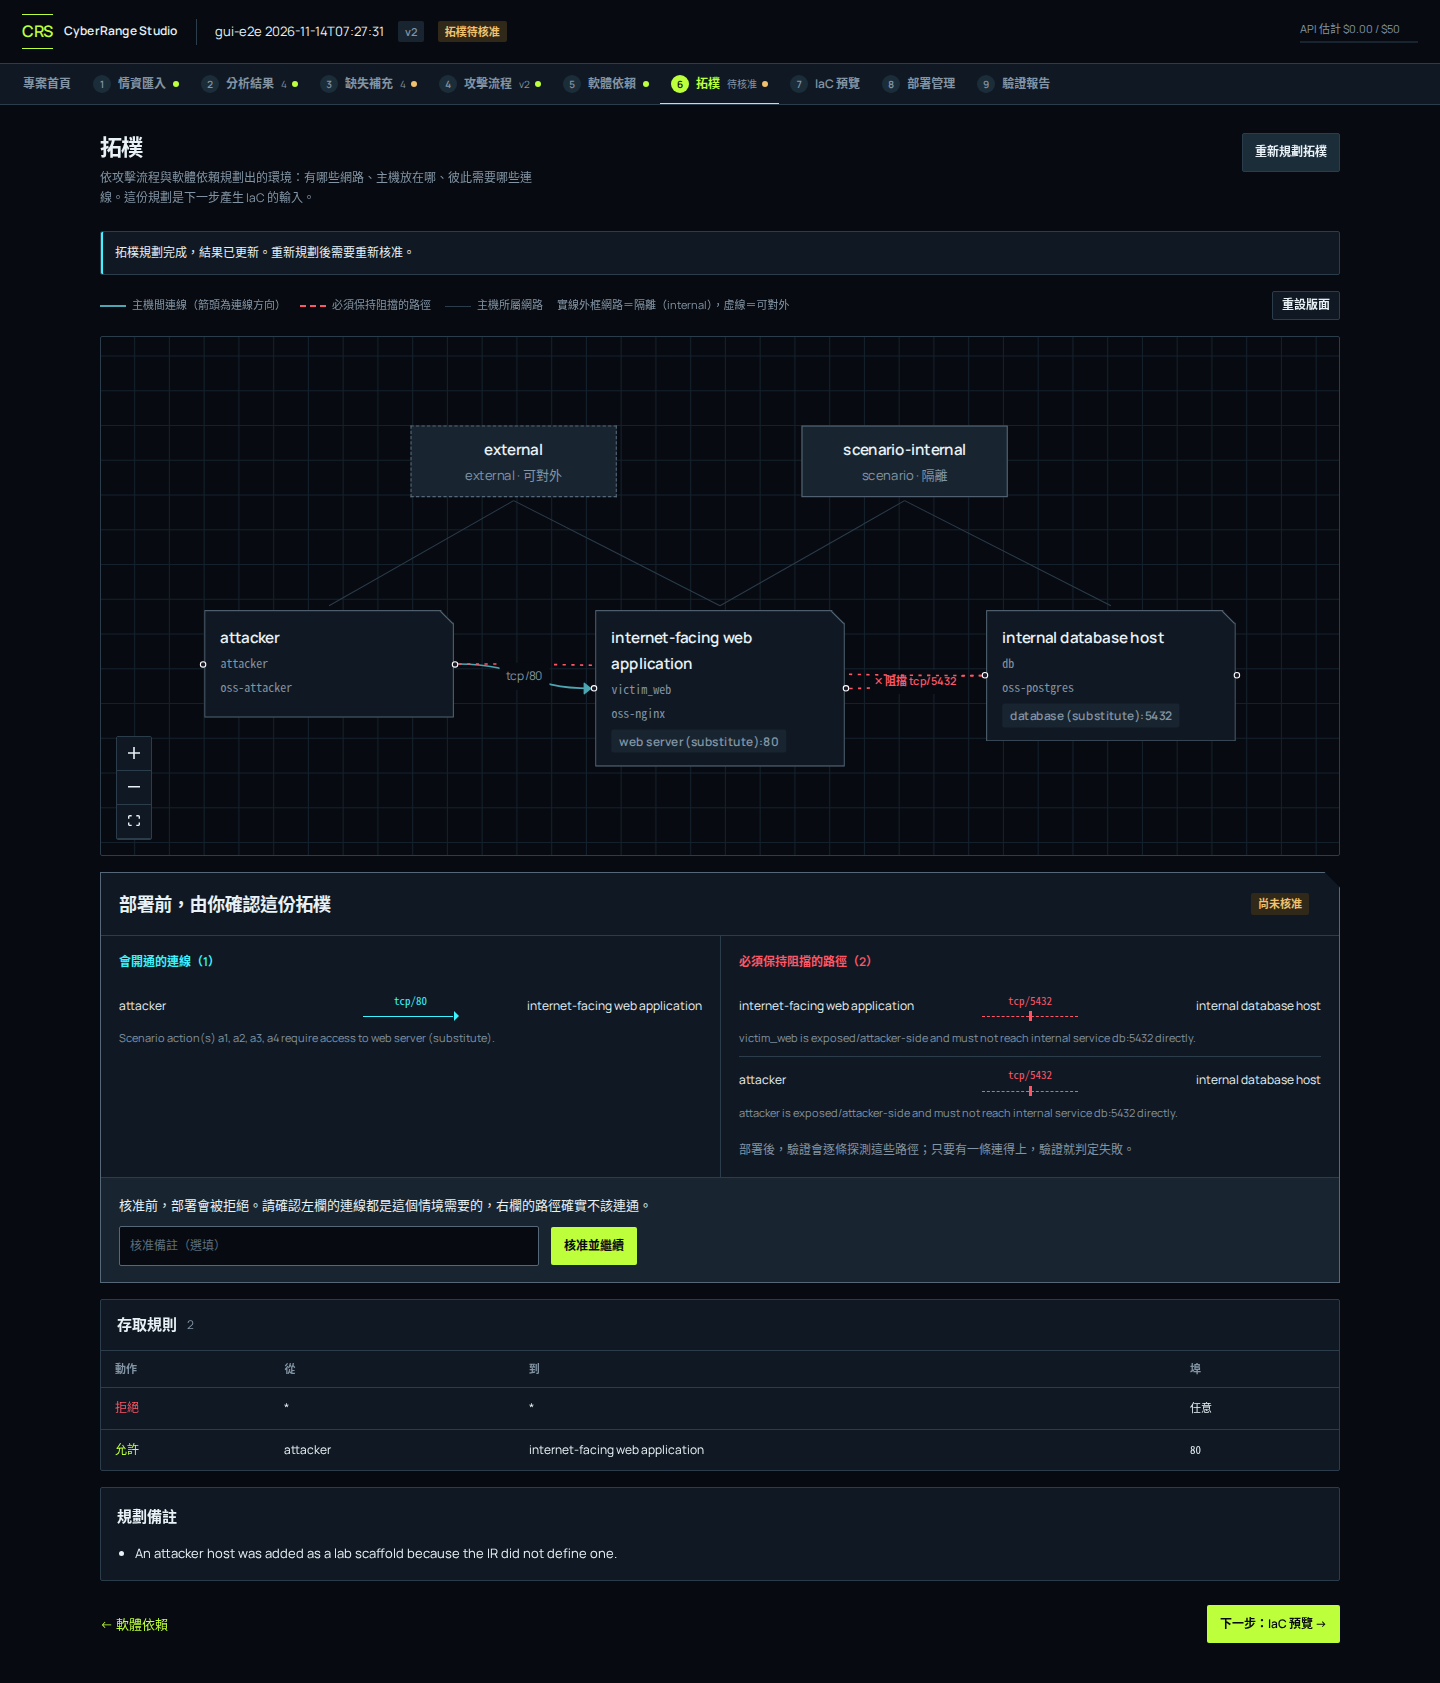 CRS CyberRange Studio gui-e2e 2026-11-14T07:27:31 v2 拓樸待核准 API 估計 $0.00 / $50
專案首頁 1 情資匯入 2 分析結果 4 3 缺失補充 4 4 攻擊流程 v2 5 軟體依賴 6 拓樸 待核准 7 IaC 預覽 8 部署管理 9 驗證報告
拓樸
重新規劃拓樸
依攻擊流程與軟體依賴規劃出的環境：有哪些網路、主機放在哪、彼此需要哪些連
線。這份規劃是下一步產生 IaC 的輸入。
拓樸規劃完成，結果已更新。重新規劃後需要重新核准。
主機間連線（箭頭為連線方向） 必須保持阻擋的路徑 主機所屬網路 實線外框網路＝隔離（internal），虛線＝可對外 重設版面
external
external · 可對外
scenario-internal
scenario · 隔離
attacker
attacker
oss-attacker
tcp/80
internet-facing web
application
victim_web
oss-nginx
web server (substitute):80
✕ 阻擋 tcp/5432
internal database host
db
oss-postgres
database (substitute):5432
部署前，由你確認這份拓樸
尚未核准
會開通的連線（1）
attacker tcp/80 internet-facing web application
Scenario action(s) a1, a2, a3, a4 require access to web server (substitute).
必須保持阻擋的路徑（2）
internet-facing web application tcp/5432 internal database host
victim_web is exposed/attacker-side and must not reach internal service db:5432 directly.
attacker tcp/5432 internal database host
attacker is exposed/attacker-side and must not reach internal service db:5432 directly.
部署後，驗證會逐條探測這些路徑；只要有一條連得上，驗證就判定失敗。
核准前，部署會被拒絕。請確認左欄的連線都是這個情境需要的，右欄的路徑確實不該連通。
核准備註（選填） 核准並繼續
存取規則 2
動作 從 到 埠
拒絕 * * 任意
允許 attacker internet-facing web application 80
規劃備註
• An attacker host was added as a lab scaffold because the IR did not define one.
← 軟體依賴
下一步：IaC 預覽 →